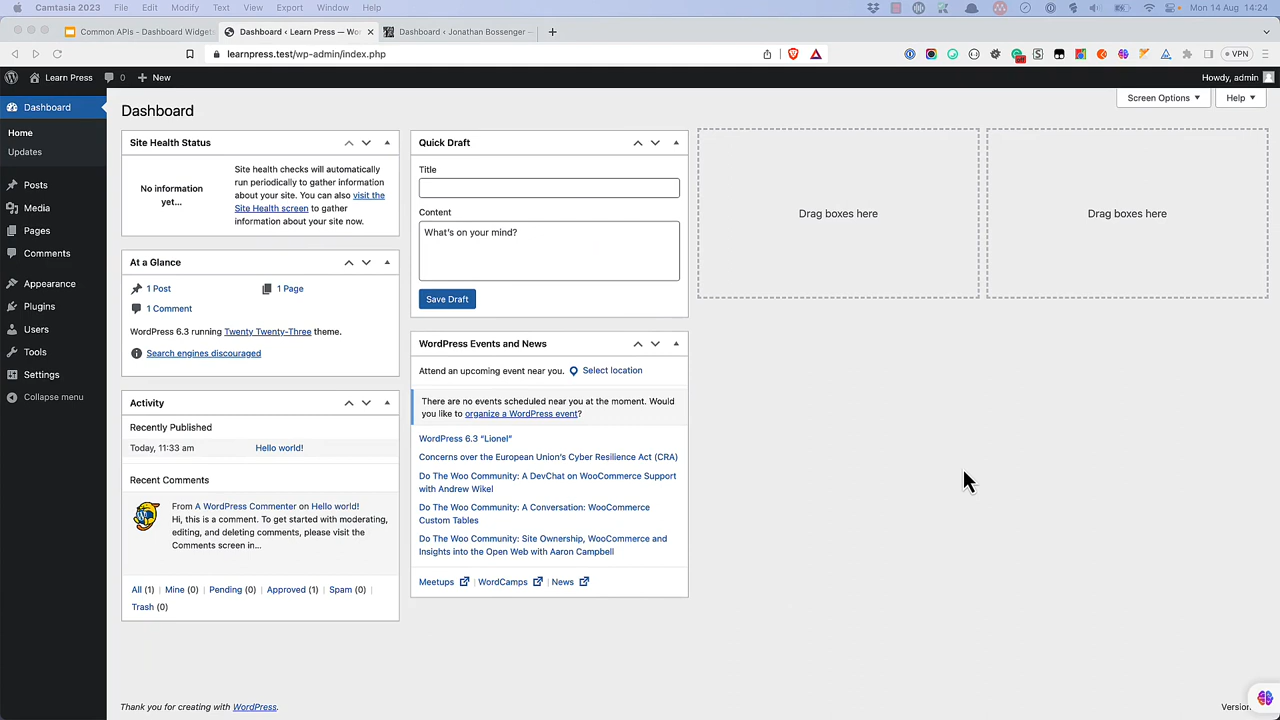 Camtasia 2023 File Edit Modify Mark Text View Export Window Help Mon 14 Aug 14:24
Common APIs - Dashboard Widget
Dashboard ‹ Learn Press — Wo
Dashboard ‹ Jonathan Bossenger —
learnpress.test/wp-admin/index.php
VPN
Learn Press 0 New Howdy, admin
Dashboard
Home
Updates
Posts
Media
Pages
Comments
Appearance
Plugins
Users
Tools
Settings
Collapse menu
Dashboard
Screen Options
Help
Site Health Status
No information yet...
Site health checks will automatically
run periodically to gather information
about your site. You can also visit the
Site Health screen to gather
information about your site now.
At a Glance
1 Post 1 Page
1 Comment
WordPress 6.3 running Twenty Twenty-Three theme.
Search engines discouraged
Activity
Recently Published
Today, 11:33 am Hello world!
Recent Comments
From A WordPress Commenter on Hello world!
Hi, this is a comment. To get started with moderating,
editing, and deleting comments, please visit the
Comments screen in...
All (1) | Mine (0) | Pending (0) | Approved (1) | Spam (0) |
Trash (0)
Quick Draft
Title
Content
What's on your mind?
Save Draft
WordPress Events and News
Attend an upcoming event near you. Select location
There are no events scheduled near you at the moment. Would
you like to organize a WordPress event?
WordPress 6.3 “Lionel”
Concerns over the European Union's Cyber Resilience Act (CRA)
Do The Woo Community: A DevChat on WooCommerce Support
with Andrew Wikel
Do The Woo Community: A Conversation: WooCommerce
Custom Tables
Do The Woo Community: Site Ownership, WooCommerce and
Insights into the Open Web with Aaron Campbell
Meetups | WordCamps | News
Drag boxes here
Drag boxes here
Thank you for creating with WordPress.
Version